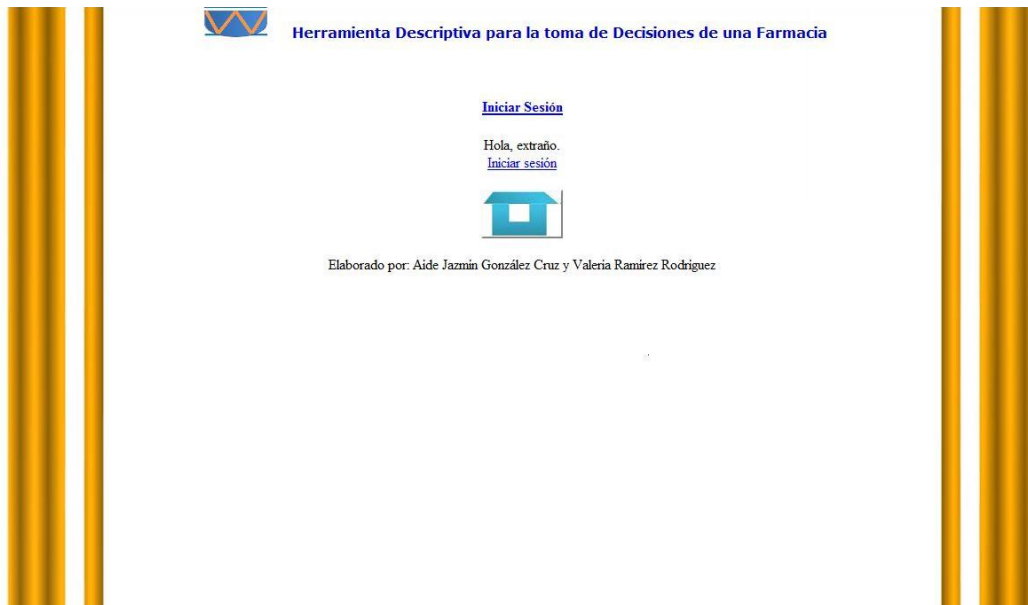 Herramienta Descriptiva para la toma de Decisiones de una Farmacia
Iniciar Sesión
Hola, extraño.
Iniciar sesión
Elaborado por: Aide Jazmin González Cruz y Valeria Ramirez Rodriguez